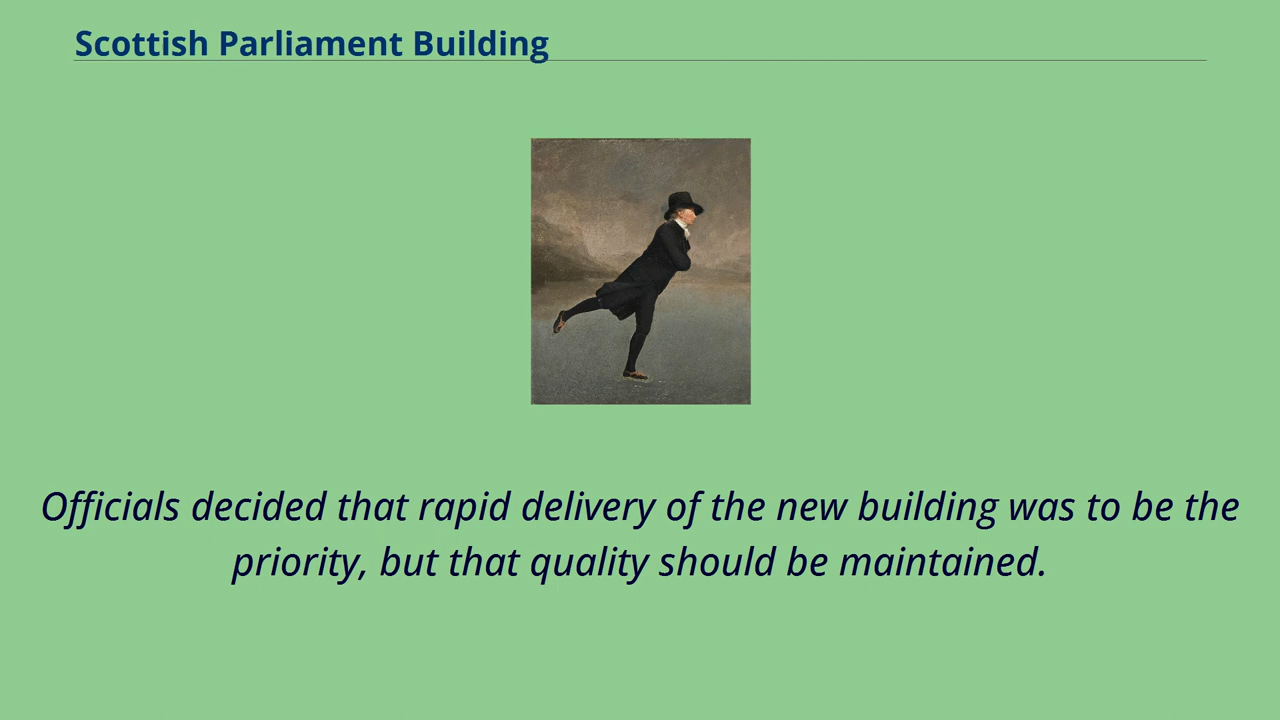 Scottish Parliament Building
Officials decided that rapid delivery of the new building was to be the
priority, but that quality should be maintained.